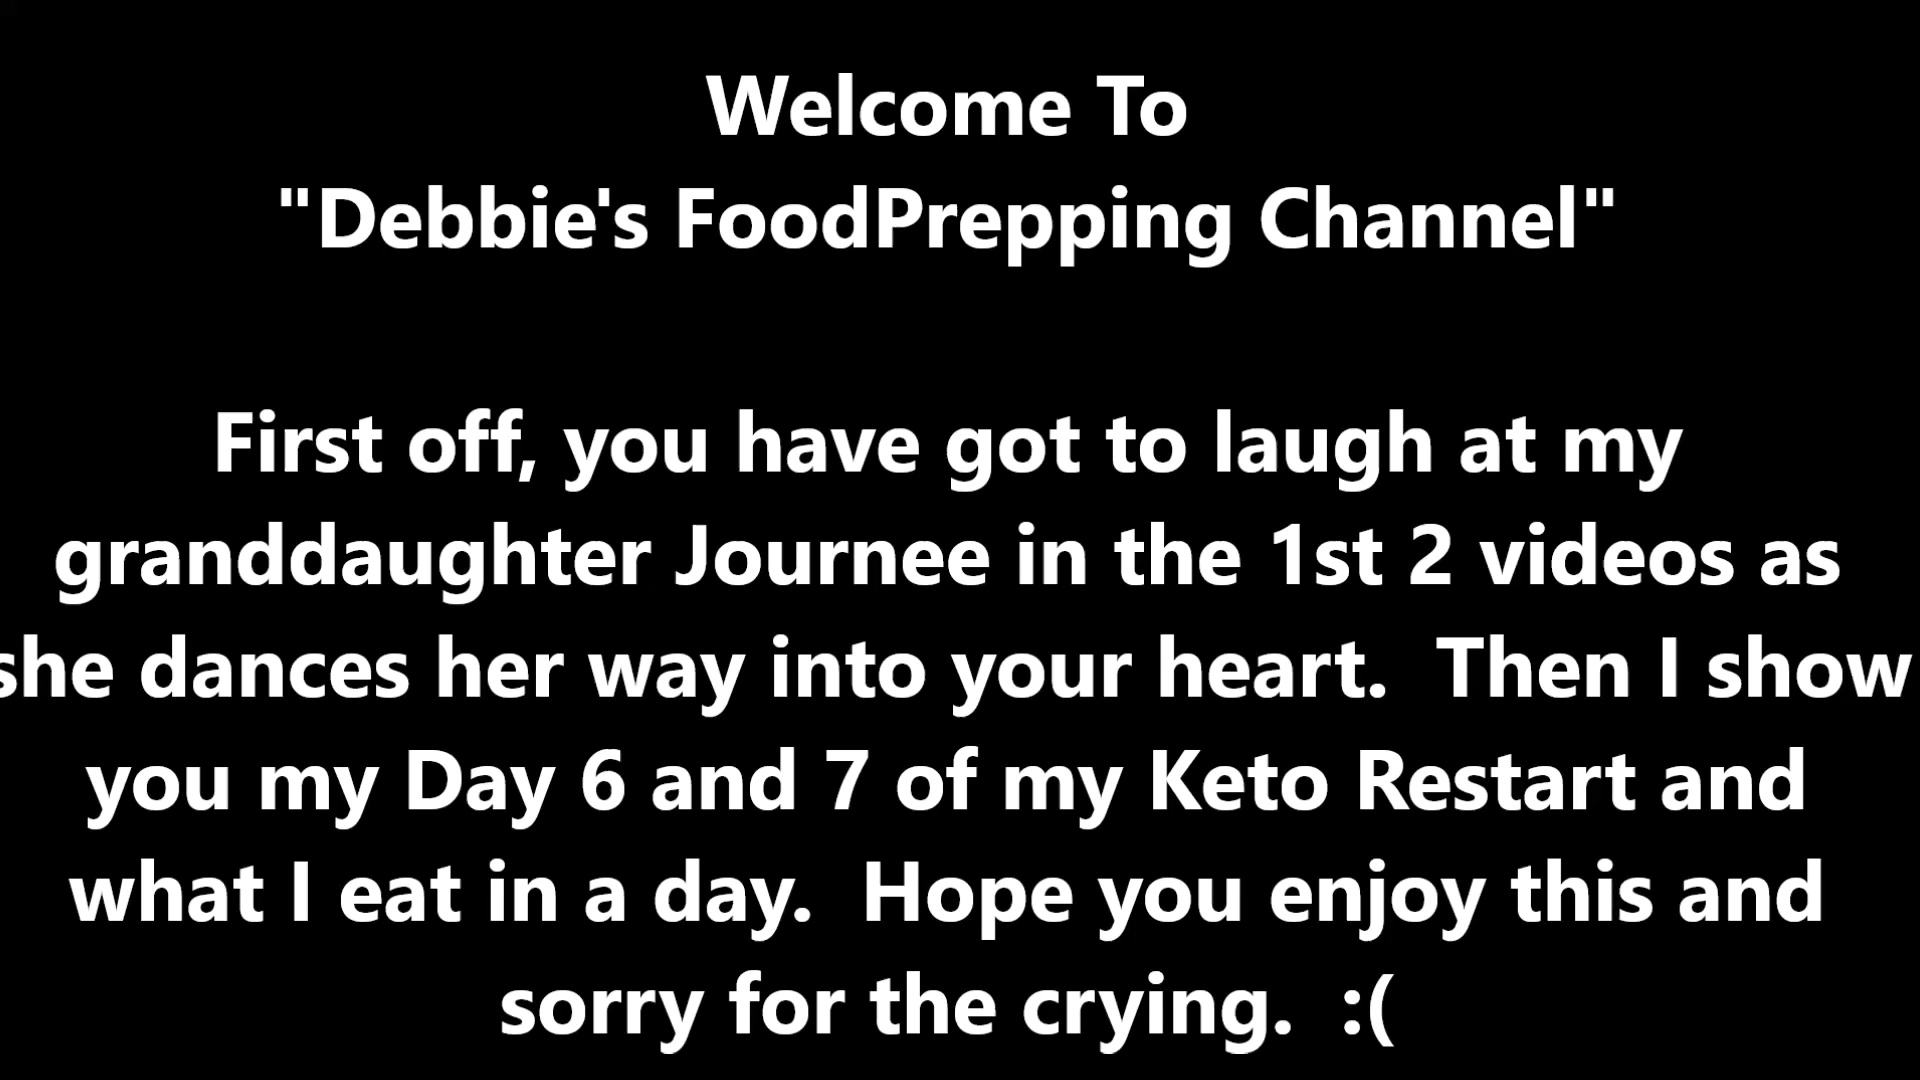 Welcome To
"Debbie's FoodPrepping Channel"
First off, you have got to laugh at my
granddaughter Journee in the 1st 2 videos as
she dances her way into your heart.  Then I show
you my Day 6 and 7 of my Keto Restart and
what I eat in a day.  Hope you enjoy this and
sorry for the crying.  :(